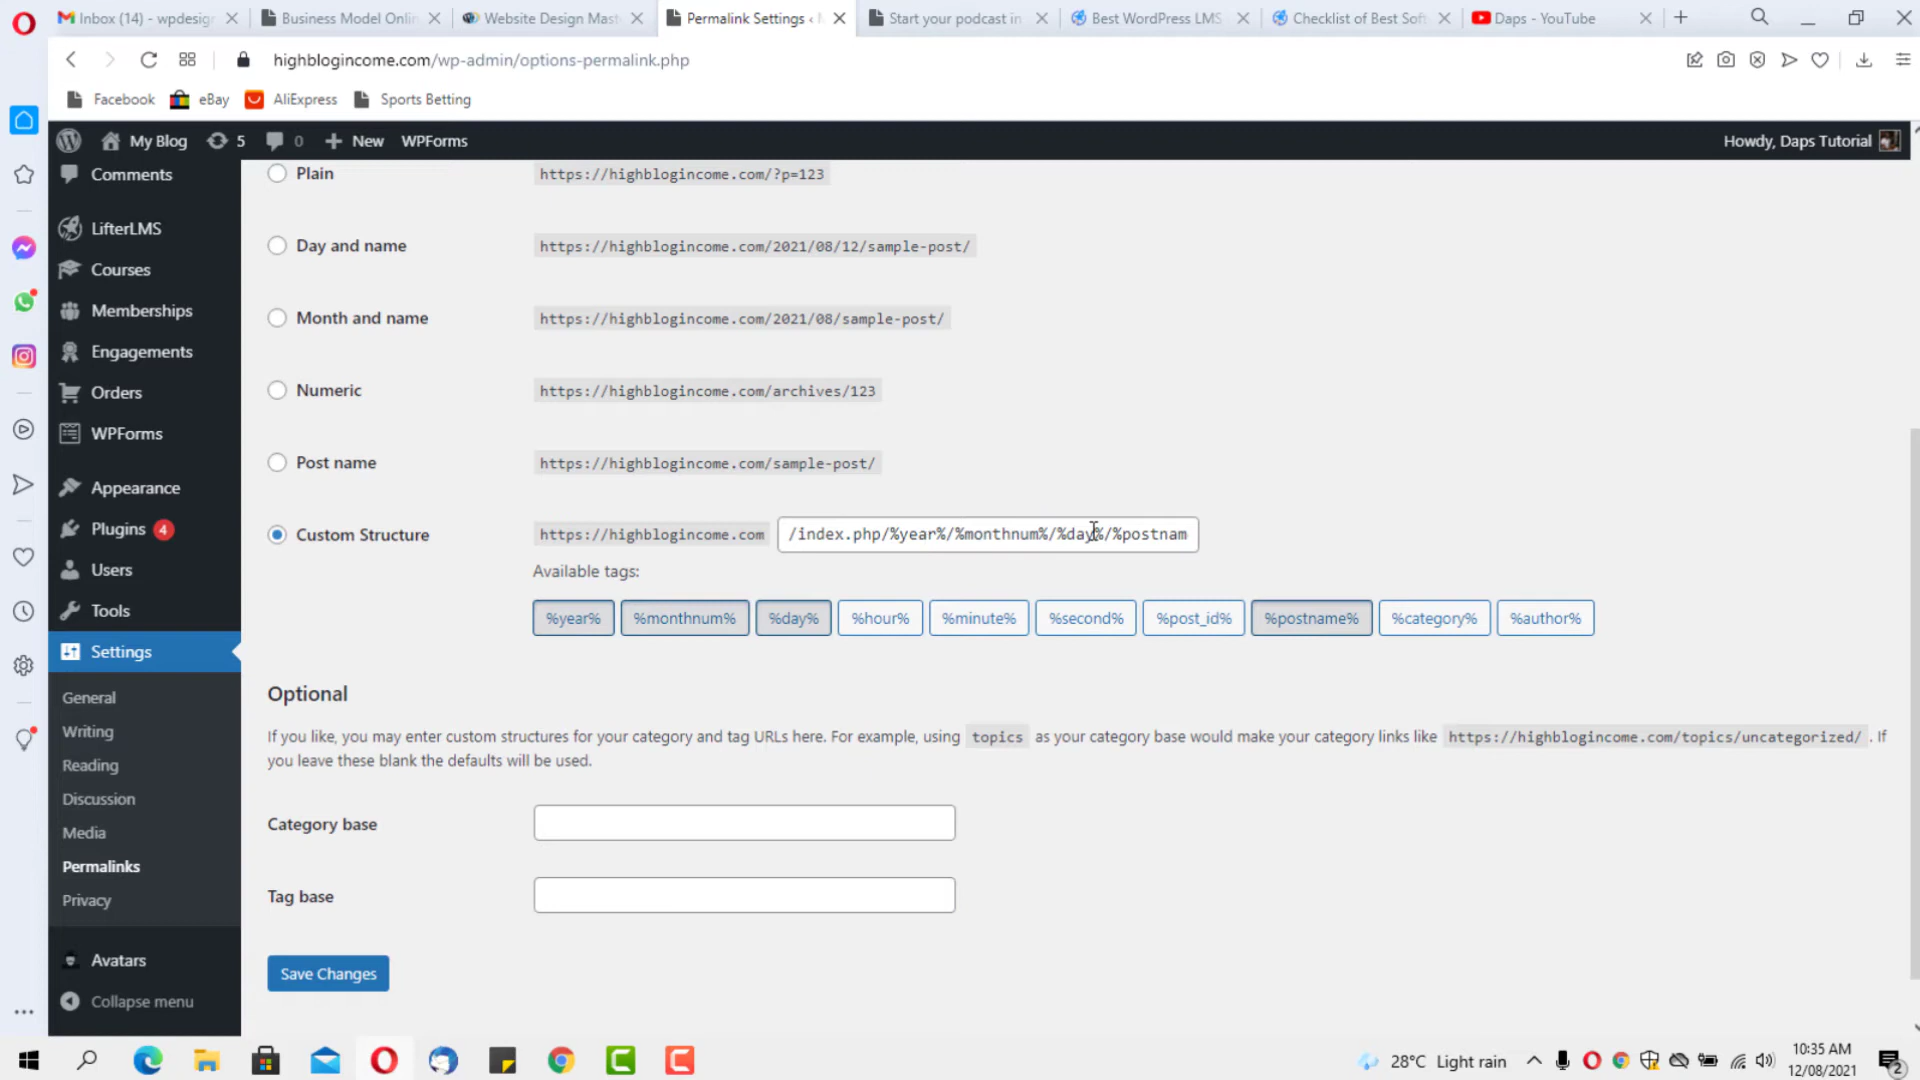 Inbox (14) - wpdesign
Business Model Onlin
Website Design Mast
Permalink Settings ‹ M
Start your podcast in
Best WordPress LMS
Checklist of Best Soft
Daps - YouTube
highblogincome.com/wp-admin/options-permalink.php
Facebook
eBay
AliExpress
Sports Betting
My Blog
5
0
New
WPForms
Howdy, Daps Tutorial
Comments
LifterLMS
Courses
Memberships
Engagements
Orders
WPForms
Appearance
Plugins 4
Users
Tools
Settings
General
Writing
Reading
Discussion
Media
Permalinks
Privacy
Avatars
Collapse menu
Plain
https://highblogincome.com/?p=123
Day and name
https://highblogincome.com/2021/08/12/sample-post/
Month and name
https://highblogincome.com/2021/08/sample-post/
Numeric
https://highblogincome.com/archives/123
Post name
https://highblogincome.com/sample-post/
Custom Structure
https://highblogincome.com
/index.php/%year%/%monthnum%/%day%/%postnam
Available tags:
%year%
%monthnum%
%day%
%hour%
%minute%
%second%
%post_id%
%postname%
%category%
%author%
Optional
If you like, you may enter custom structures for your category and tag URLs here. For example, using topics as your category base would make your category links like https://highblogincome.com/topics/uncategorized/ . If
you leave these blank the defaults will be used.
Category base
Tag base
Save Changes
28°C Light rain
10:35 AM
12/08/2021
2